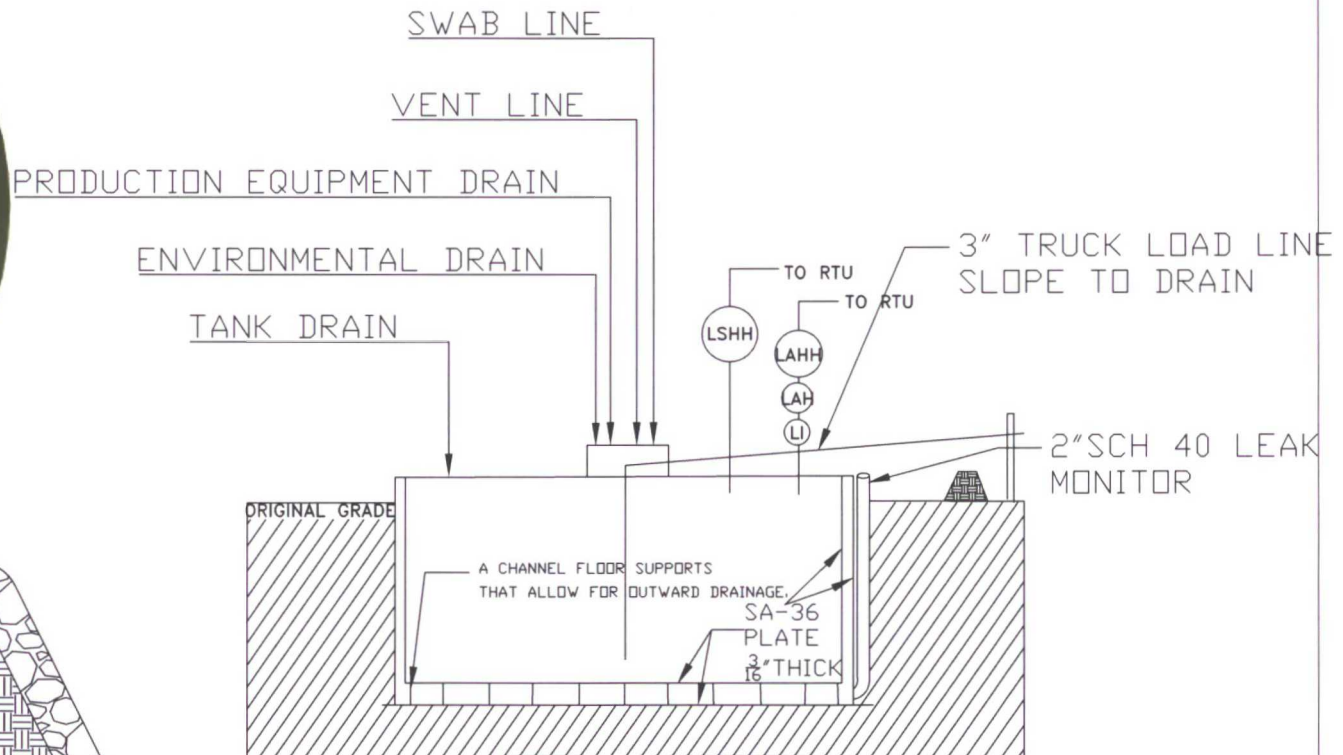 SWAB LINE
VENT LINE
PRODUCTION EQUIPMENT DRAIN
ENVIRONMENTAL DRAIN
TANK DRAIN
TO RTU
TO RTU
3" TRUCK LOAD LINE
SLOPE TO DRAIN
LSHH
LAHH
LAH
LI
2"SCH 40 LEAK
MONITOR
ORIGINAL GRADE
A CHANNEL FLOOR SUPPORTS
THAT ALLOW FOR OUTWARD DRAINAGE.
SA-36
PLATE
3/16"THICK